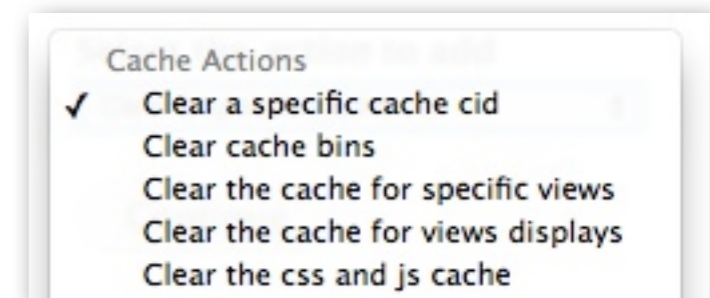 Cache Actions
✓ Clear a specific cache cid
Clear cache bins
Clear the cache for specific views
Clear the cache for views displays
Clear the css and js cache